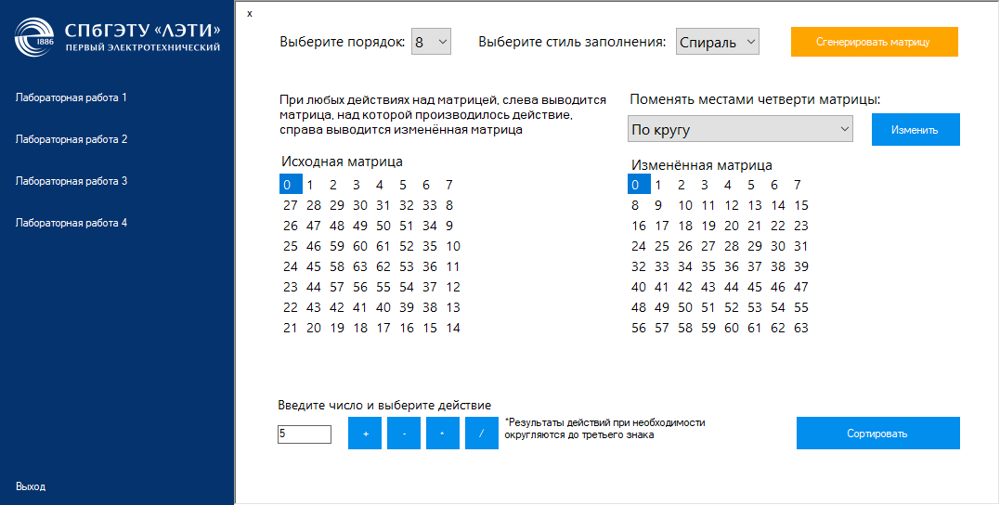 СПбГЭТУ «ЛЭТИ»
ПЕРВЫЙ ЭЛЕКТРОТЕХНИЧЕСКИЙ
1886
Лабораторная работа 1
Лабораторная работа 2
Лабораторная работа 3
Лабораторная работа 4
Выход
x
Выберите порядок: 8 Выберите стиль заполнения: Спираль Сгенерировать матрицу
При любых действиях над матрицей, слева выводится
матрица, над которой производилось действие,
справа выводится изменённая матрица
Поменять местами четверти матрицы:
По кругу Изменить
Исходная матрица
0 1 2 3 4 5 6 7
27 28 29 30 31 32 33 8
26 47 48 49 50 51 34 9
25 46 59 60 61 52 35 10
24 45 58 63 62 53 36 11
23 44 57 56 55 54 37 12
22 43 42 41 40 39 38 13
21 20 19 18 17 16 15 14
Изменённая матрица
0 1 2 3 4 5 6 7
8 9 10 11 12 13 14 15
16 17 18 19 20 21 22 23
24 25 26 27 28 29 30 31
32 33 34 35 36 37 38 39
40 41 42 43 44 45 46 47
48 49 50 51 52 53 54 55
56 57 58 59 60 61 62 63
Введите число и выберите действие
5 + - * /
*Результаты действий при необходимости
округляются до третьего знака
Сортировать